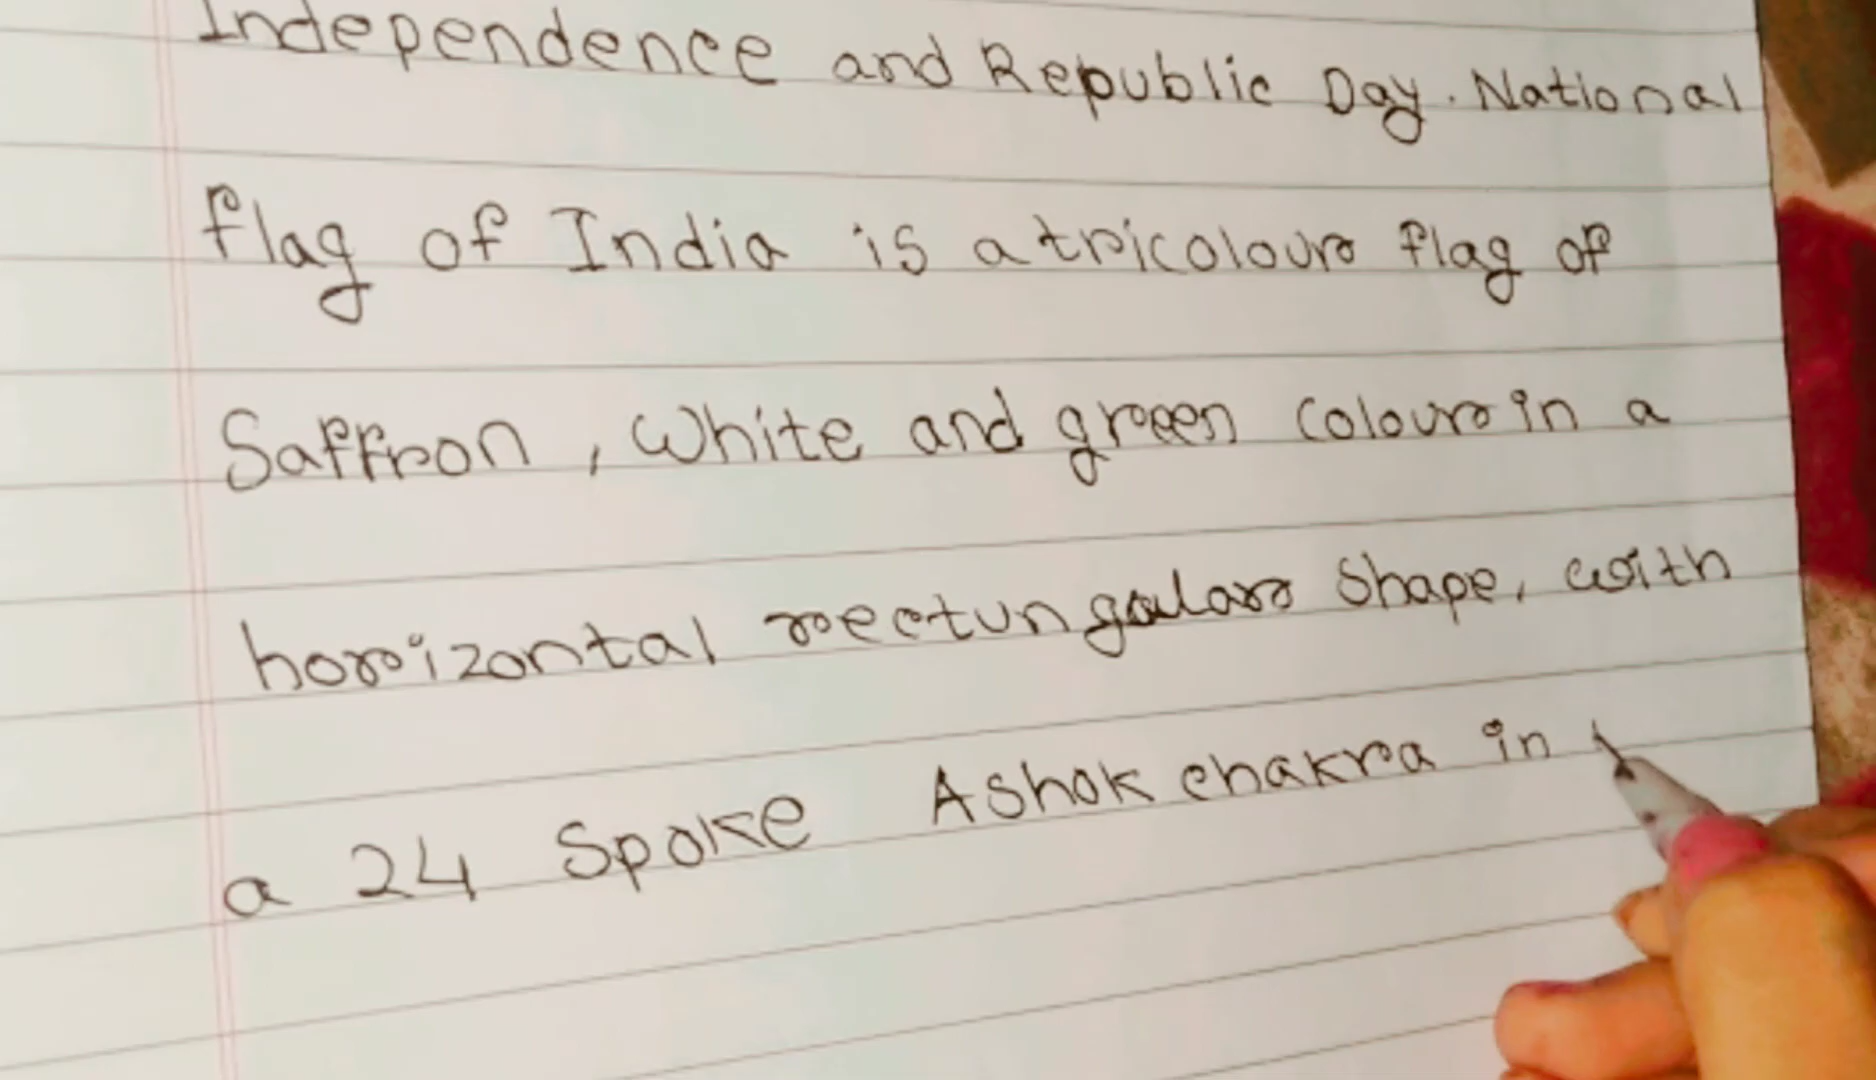 Independence and Republic Day. National
flag of India is a tricolour flag of
Saffron, White and green colour in a
horizontal rectungular Shape, with
a 24 Spoke Ashok chakra in